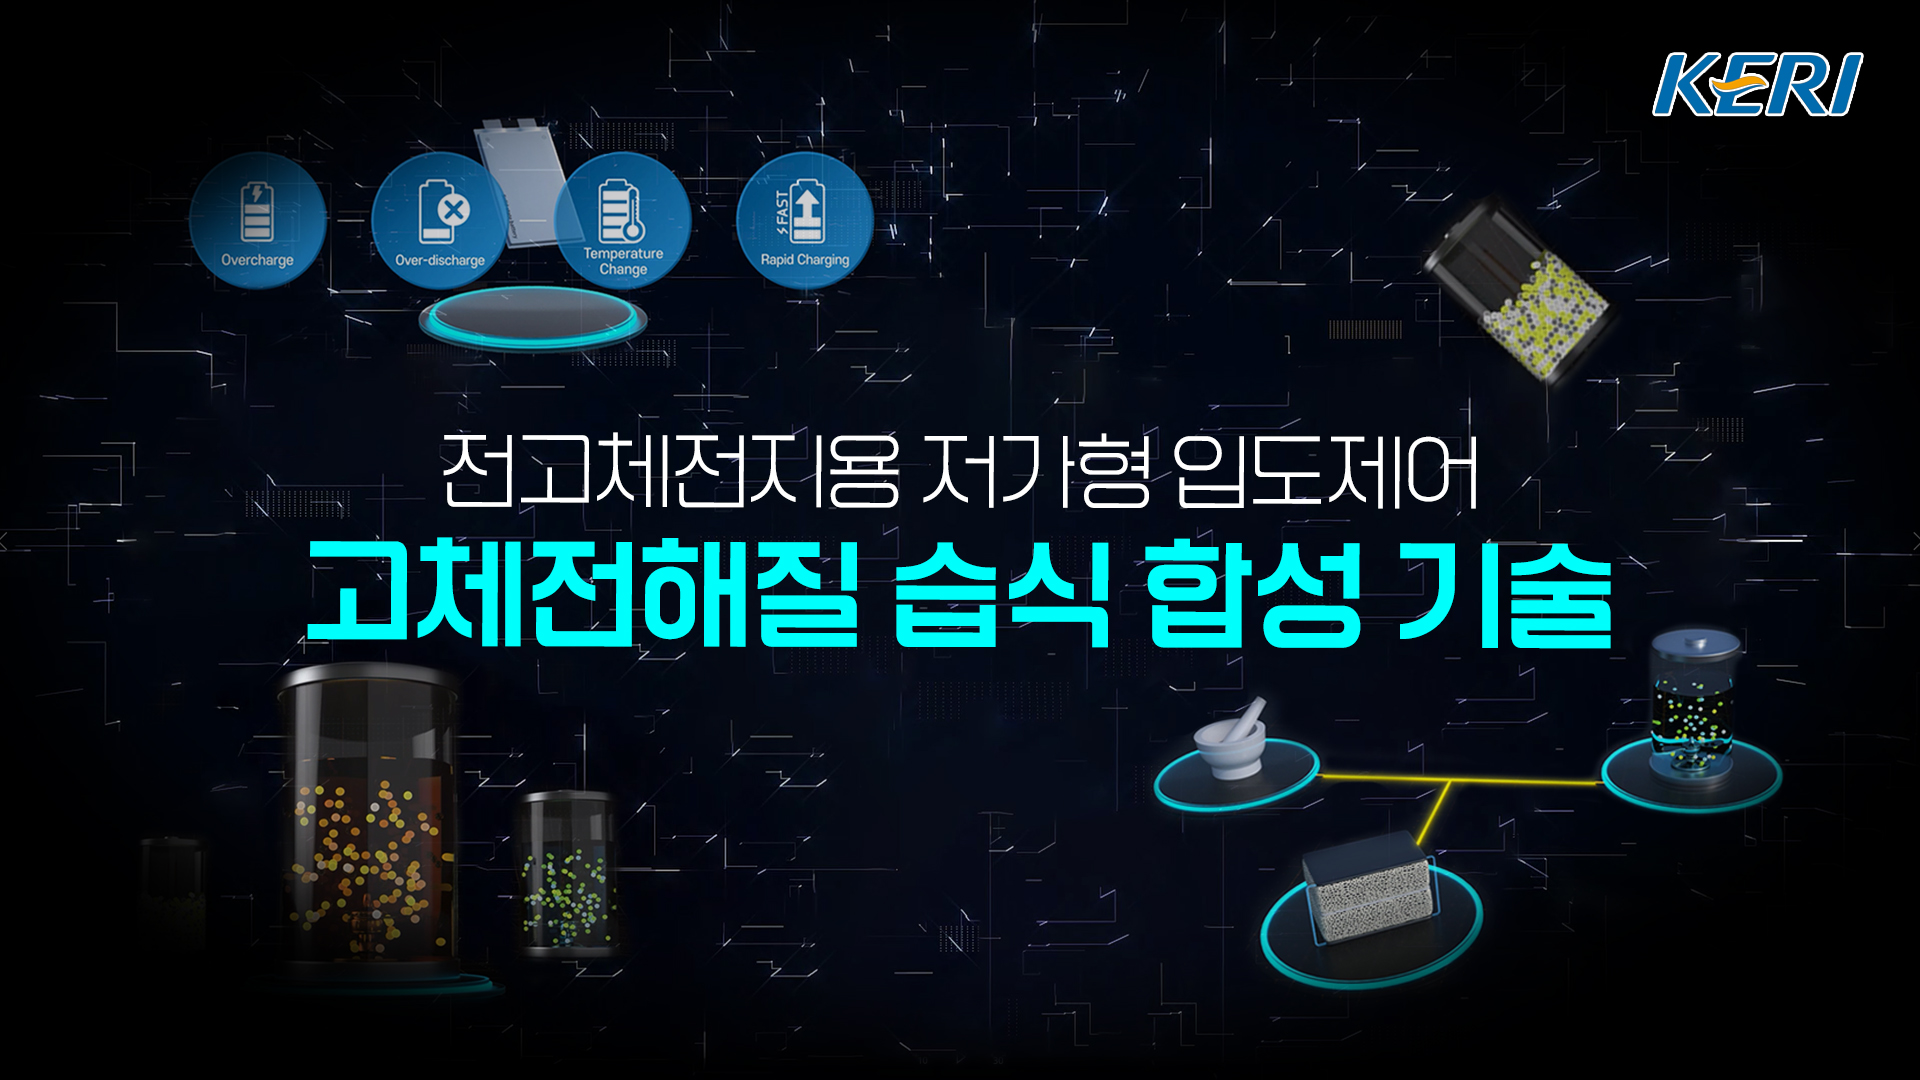 KERI
Overcharge
Over-discharge
Temperature
Change
FAST
Rapid Charging
전고체전지용 저가형 입도제어
고체전해질 습식 합성 기술